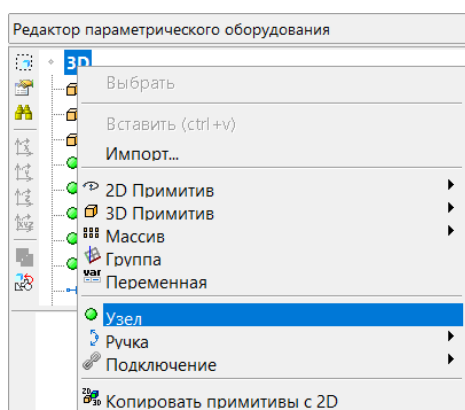 Редактор параметрического оборудования
3D
Выбрать
Вставить (ctrl+v)
Импорт...
2D Примитив
3D Примитив
Массив
Группа
var
Переменная
Узел
Ручка
Подключение
Копировать примитивы с 2D